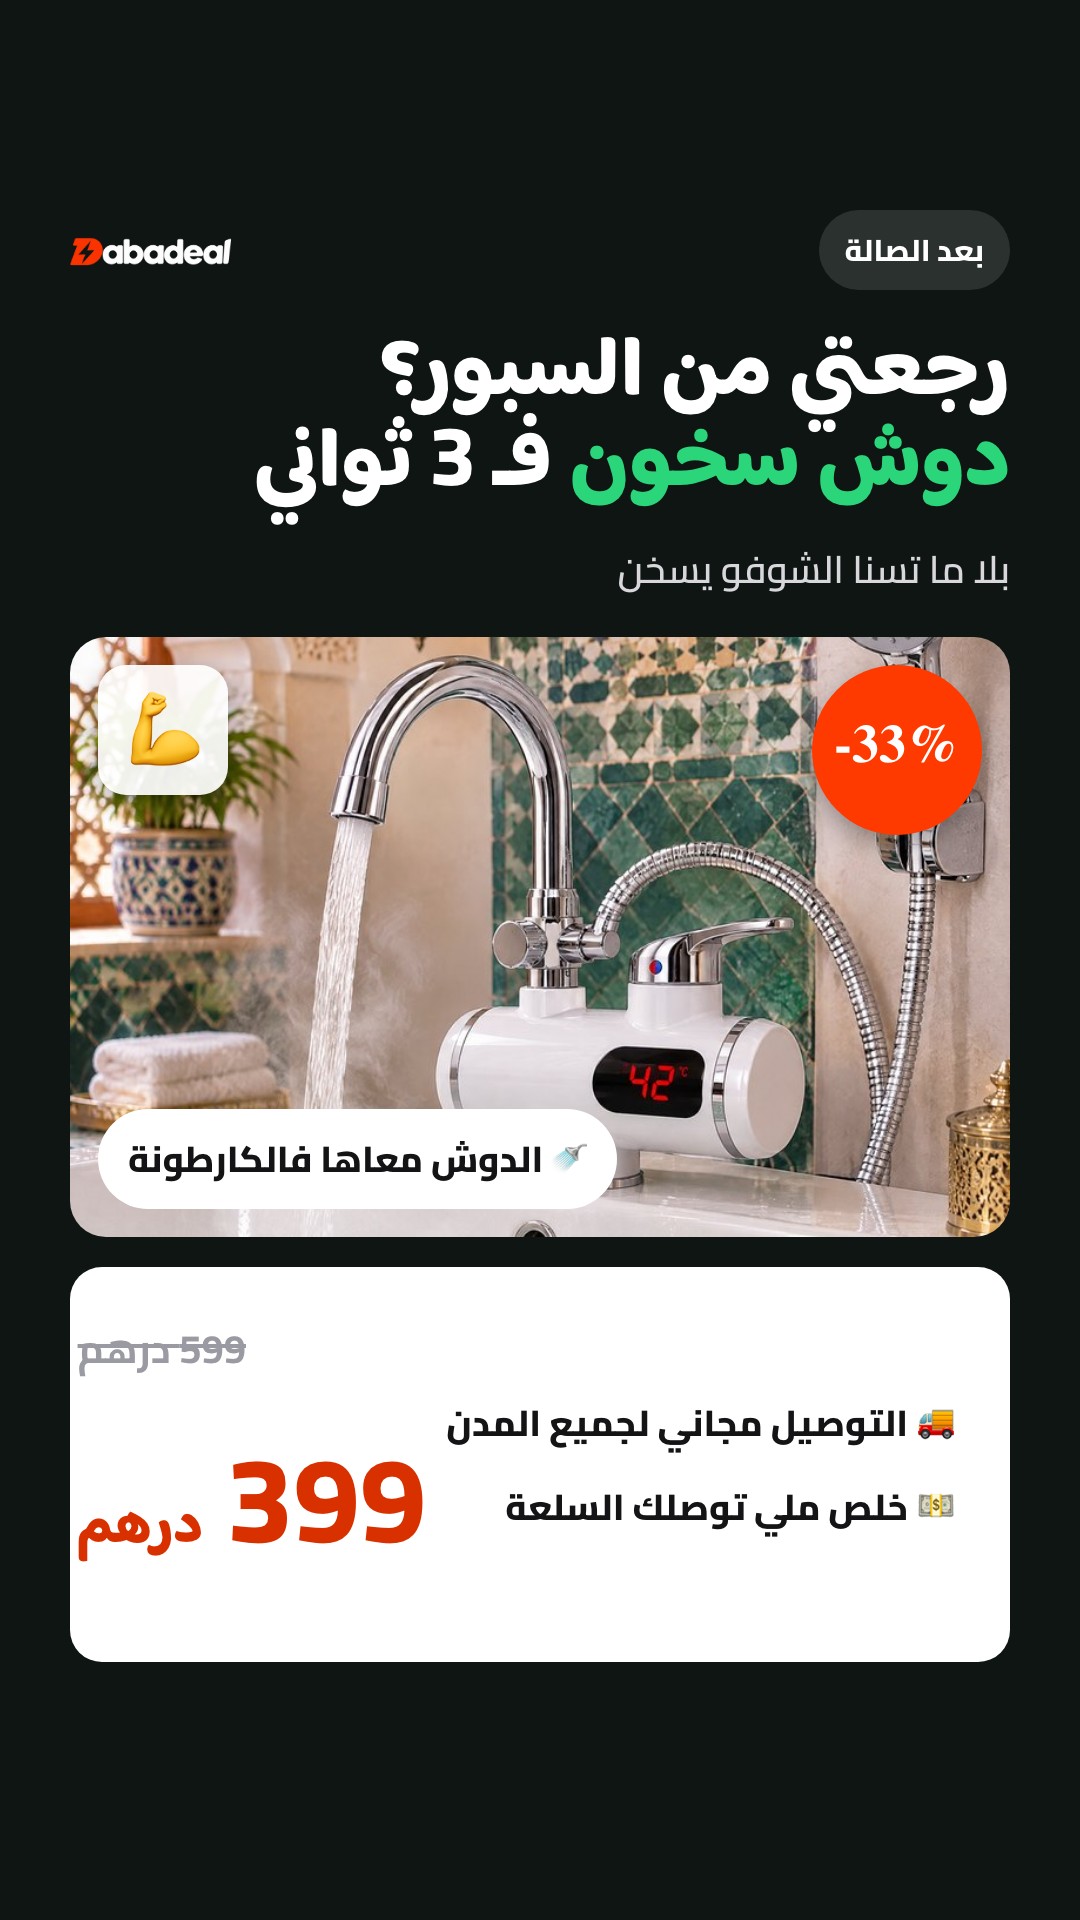 Dabadeal
بعد الصالة
رجعتي من السبور؟
دوش سخون فـ 3 ثواني
بلا ما تسنا الشوفو يسخن
-33%
42°C
الدوش معاها فالكارطونة
599 درهم
399 درهم
التوصيل مجاني لجميع المدن
خلص ملي توصلك السلعة